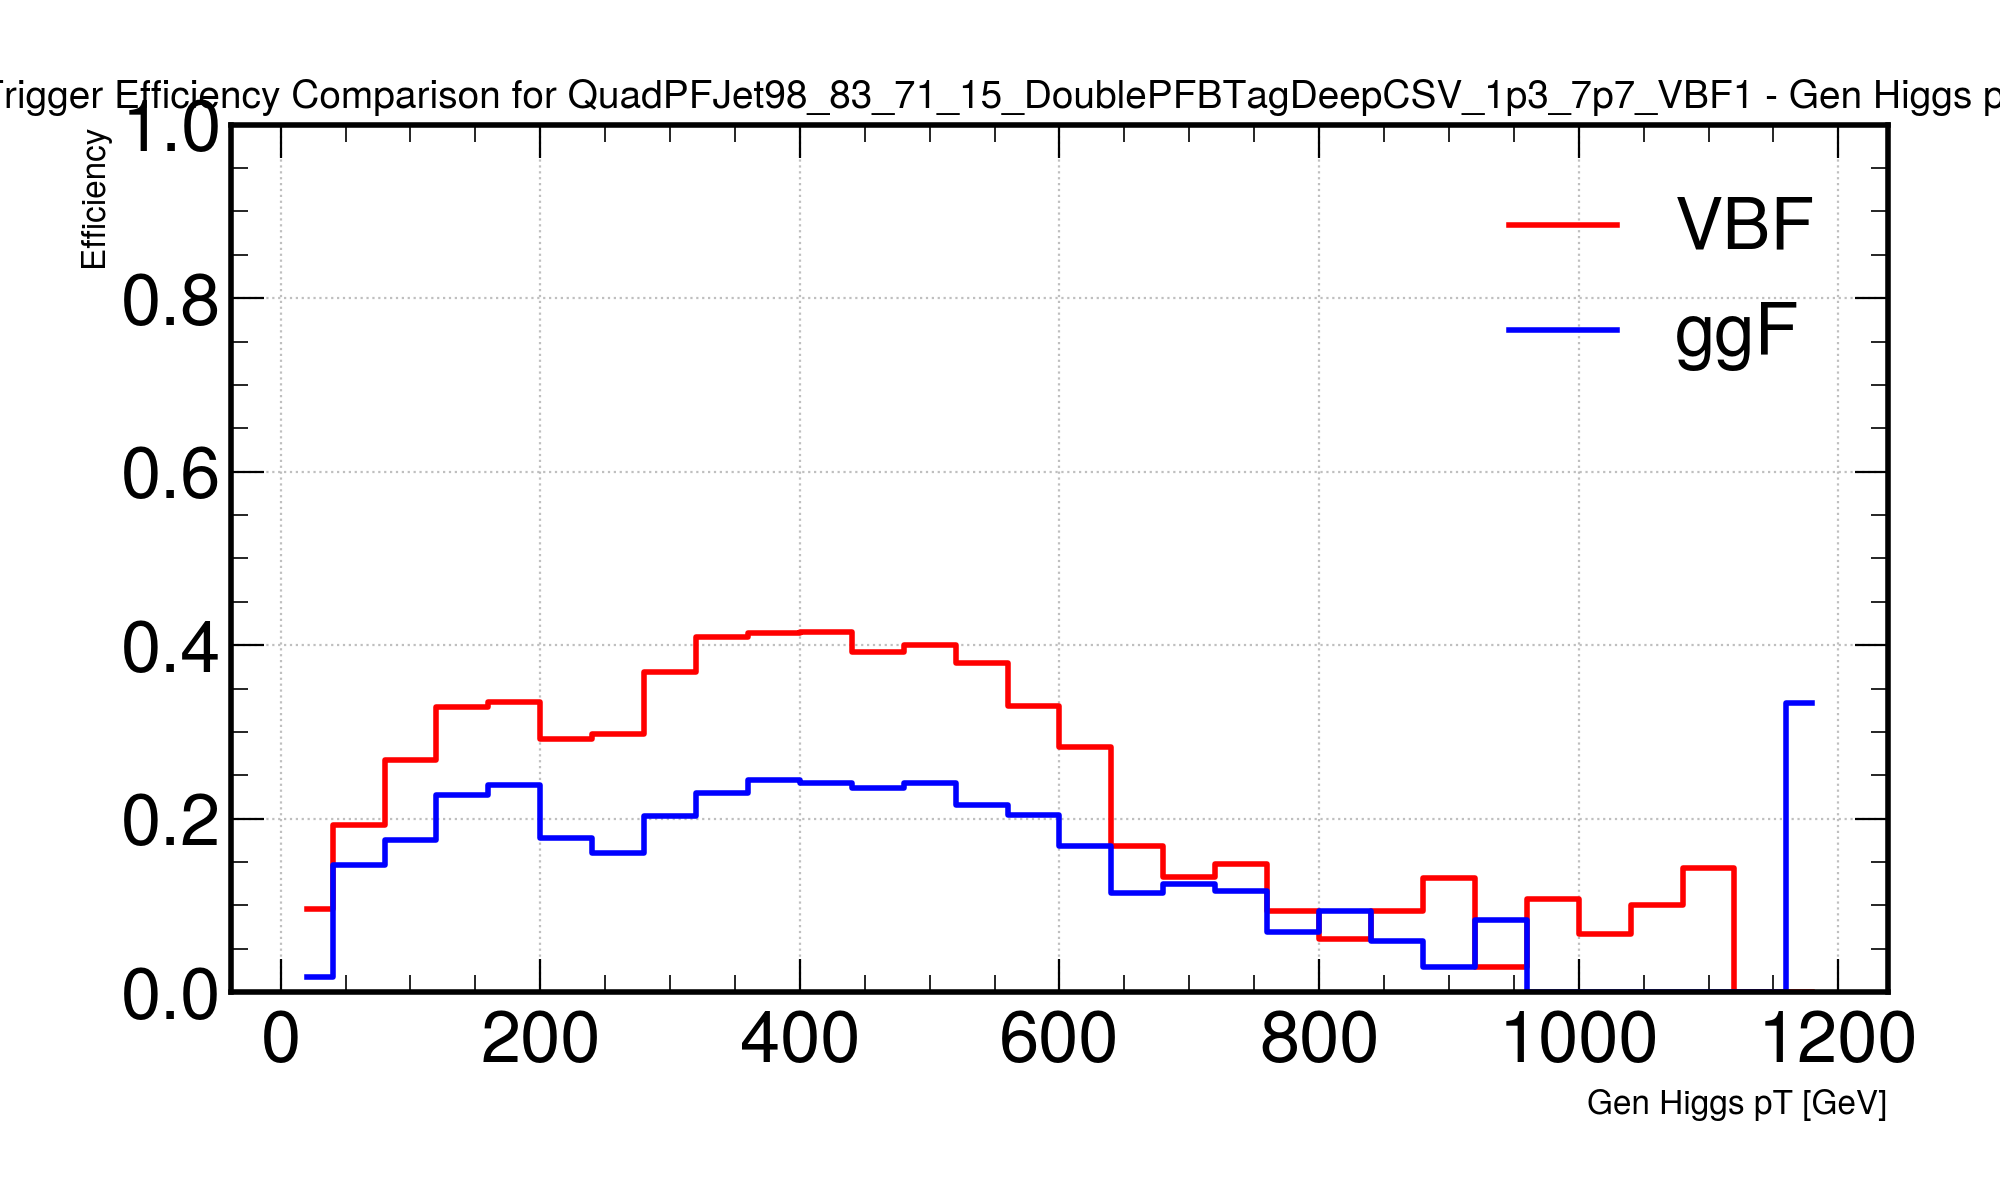 rigger Efficiency Comparison for QuadPFJet98_83_71_15_DoublePFBTagDeepCSV_1p3_7p7_VBF1 - Gen Higgs p
Efficiency
1.0
0.8
0.6
0.4
0.2
0.0
VBF
ggF
0 200 400 600 800 1000 1200
Gen Higgs pT [GeV]